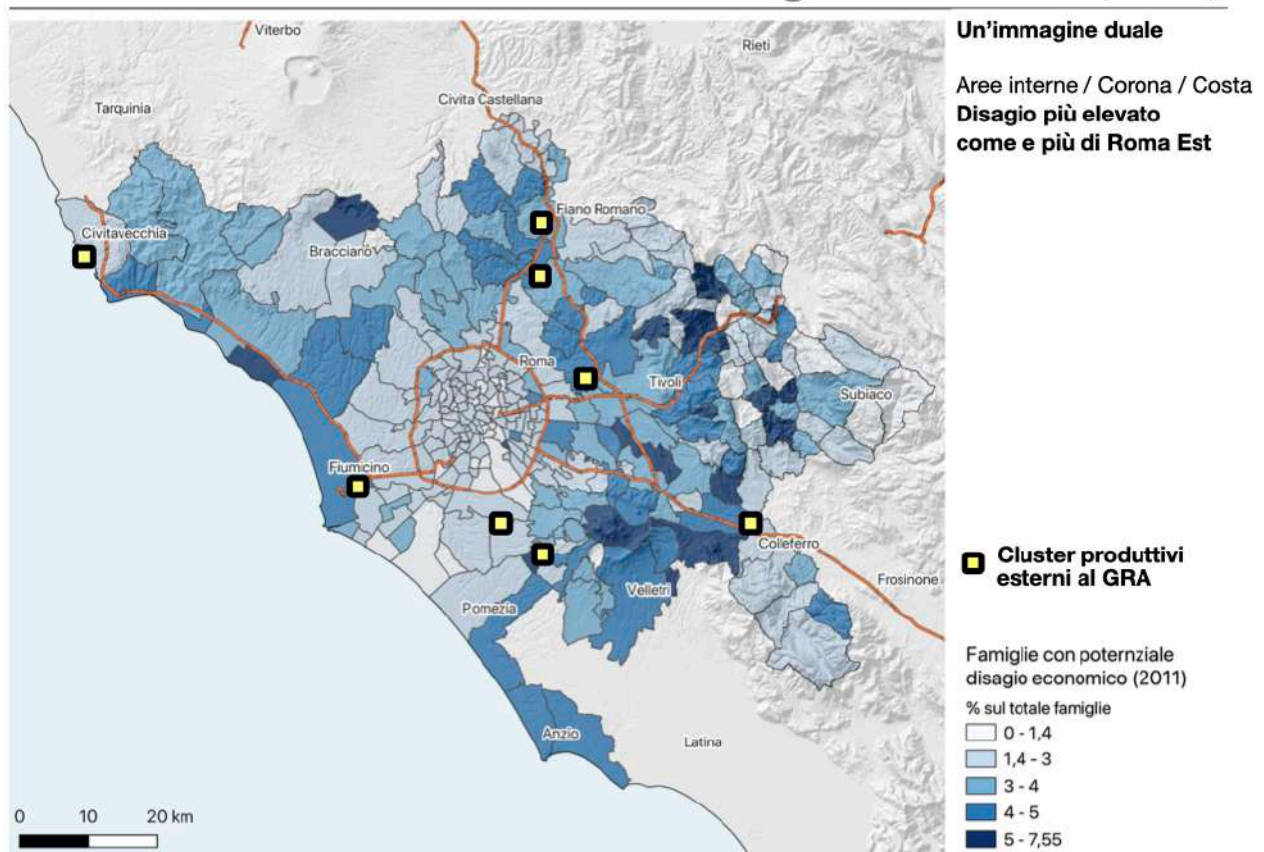 Un'immagine duale
Aree interne / Corona / Costa
Disagio più elevato
come e più di Roma Est
Viterbo
Rieti
Tarquinia
Civita Castellana
Fiano Romano
Civitavecchia
Bracciano
Roma
Tivoli
Subiaco
Fiumicino
Colleferro
Frosinone
Velletri
Pomezia
Anzio
Latina
Cluster produttivi
esterni al GRA
Famiglie con poternziale
disagio economico (2011)
% sul totale famiglie
0 - 1,4
1,4 - 3
3 - 4
4 - 5
5 - 7,55
0 10 20 km